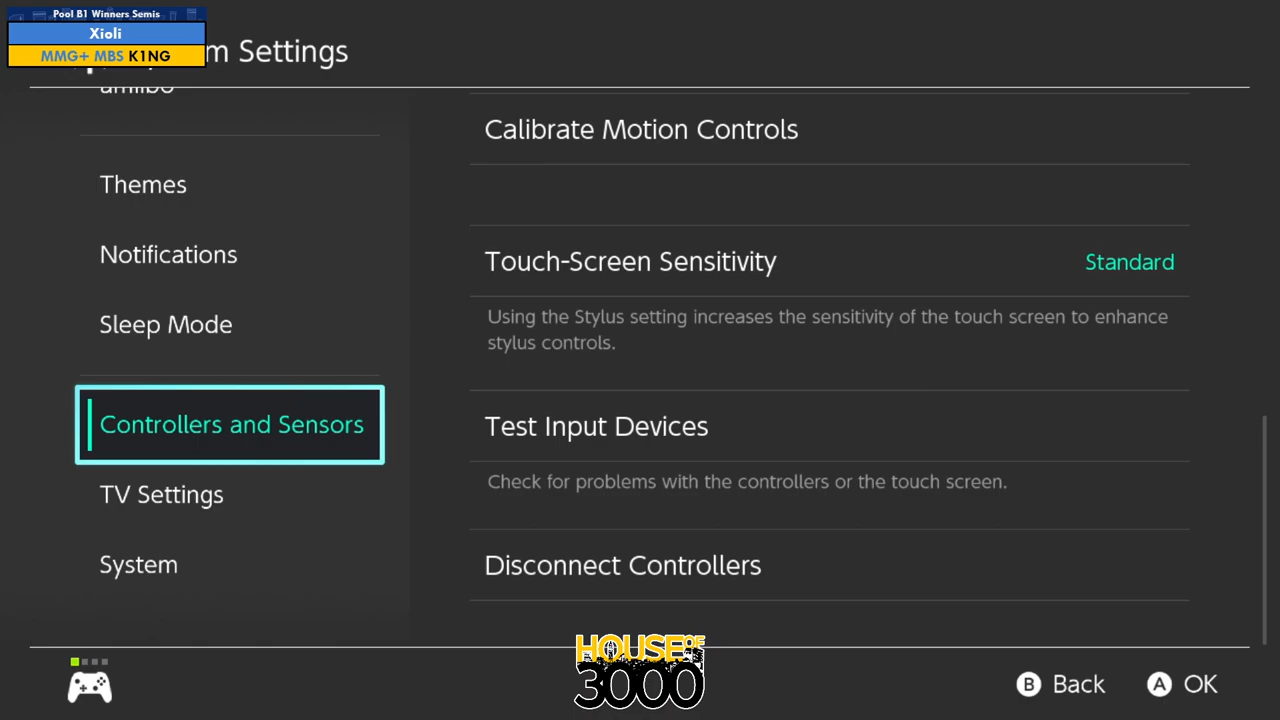 Pool B1 Winners Semis
Xioli
MMG+ MBS K1NG
m Settings
amiibo
Themes
Notifications
Sleep Mode
Controllers and Sensors
TV Settings
System
Calibrate Motion Controls
Touch-Screen Sensitivity Standard
Using the Stylus setting increases the sensitivity of the touch screen to enhance
stylus controls.
Test Input Devices
Check for problems with the controllers or the touch screen.
Disconnect Controllers
HOUSE OF
3000
B Back A OK